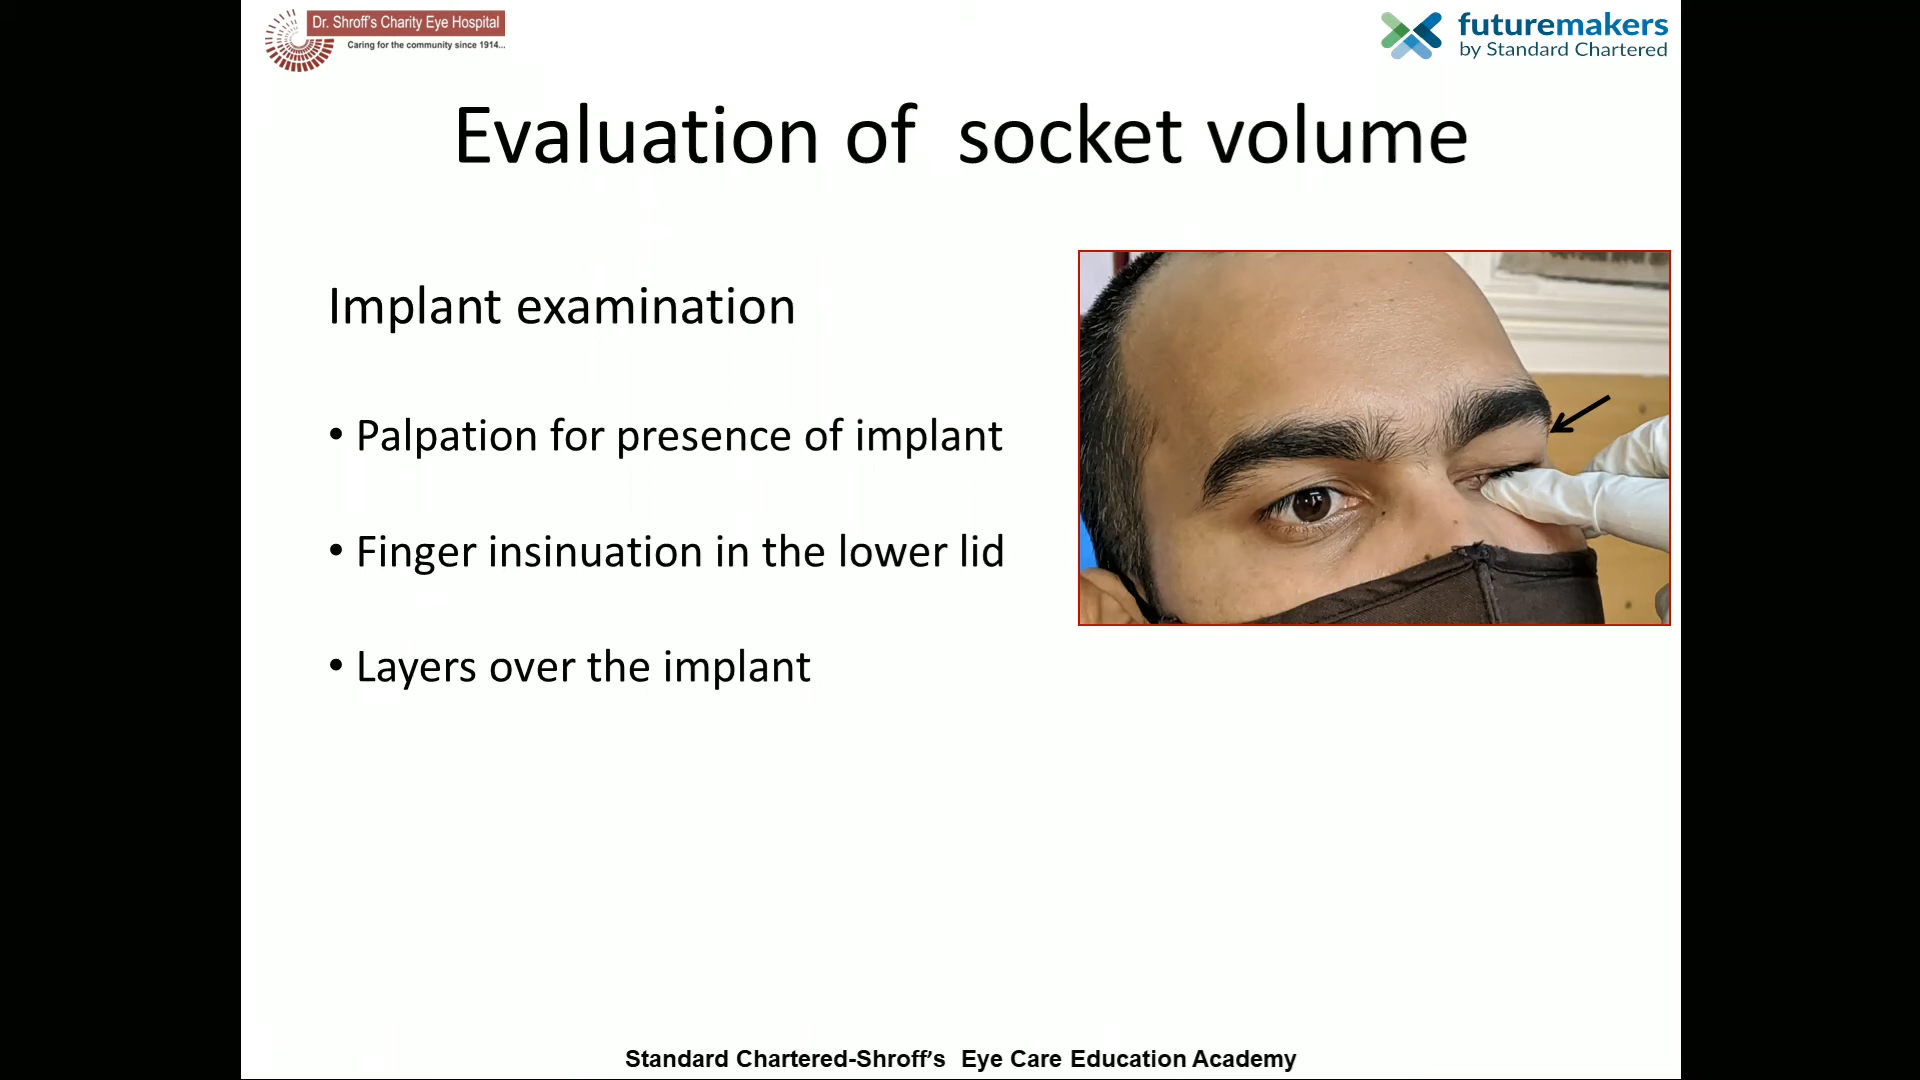 Dr. Shroff's Charity Eye Hospital
Caring for the community since 1914...
futuremakers
by Standard Chartered
Evaluation of  socket volume
Implant examination
• Palpation for presence of implant
• Finger insinuation in the lower lid
• Layers over the implant
Standard Chartered-Shroff's  Eye Care Education Academy